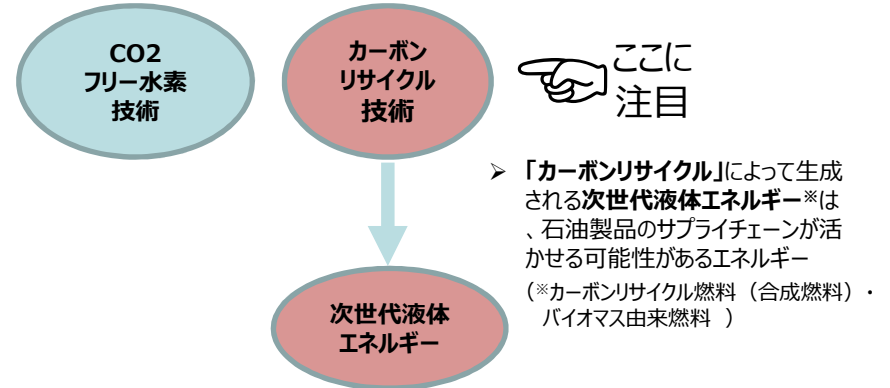 CO2
フリー水素
技術
カーボン
リサイクル
技術
ここに
注目
➢ 「カーボンリサイクル」によって生成
される次世代液体エネルギー※は
、石油製品のサプライチェーンが活
かせる可能性があるエネルギー
（※カーボンリサイクル燃料（合成燃料）・
バイオマス由来燃料 ）
次世代液体
エネルギー